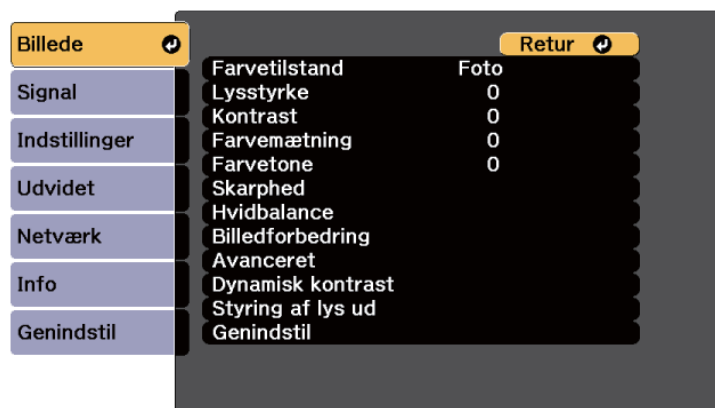 Billede
Signal
Indstillinger
Udvidet
Netværk
Info
Genindstil
Retur
Farvetilstand Foto
Lysstyrke 0
Kontrast 0
Farvemætning 0
Farvetone 0
Skarphed
Hvidbalance
Billedforbedring
Avanceret
Dynamisk kontrast
Styring af lys ud
Genindstil